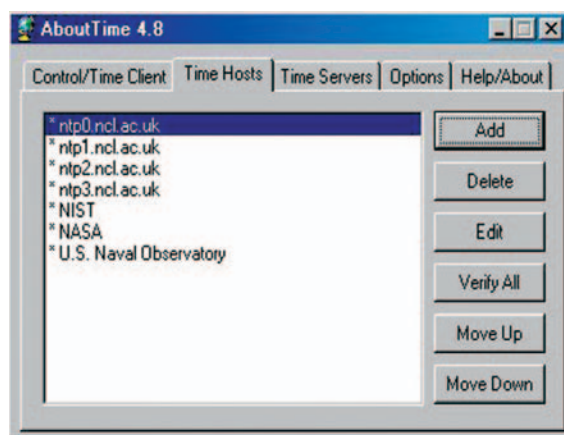 AboutTime 4.8
Control/Time Client Time Hosts Time Servers Options Help/About
* ntp0.ncl.ac.uk
* ntp1.ncl.ac.uk
* ntp2.ncl.ac.uk
* ntp3.ncl.ac.uk
* NIST
* NASA
* U.S. Naval Observatory
Add
Delete
Edit
Verify All
Move Up
Move Down